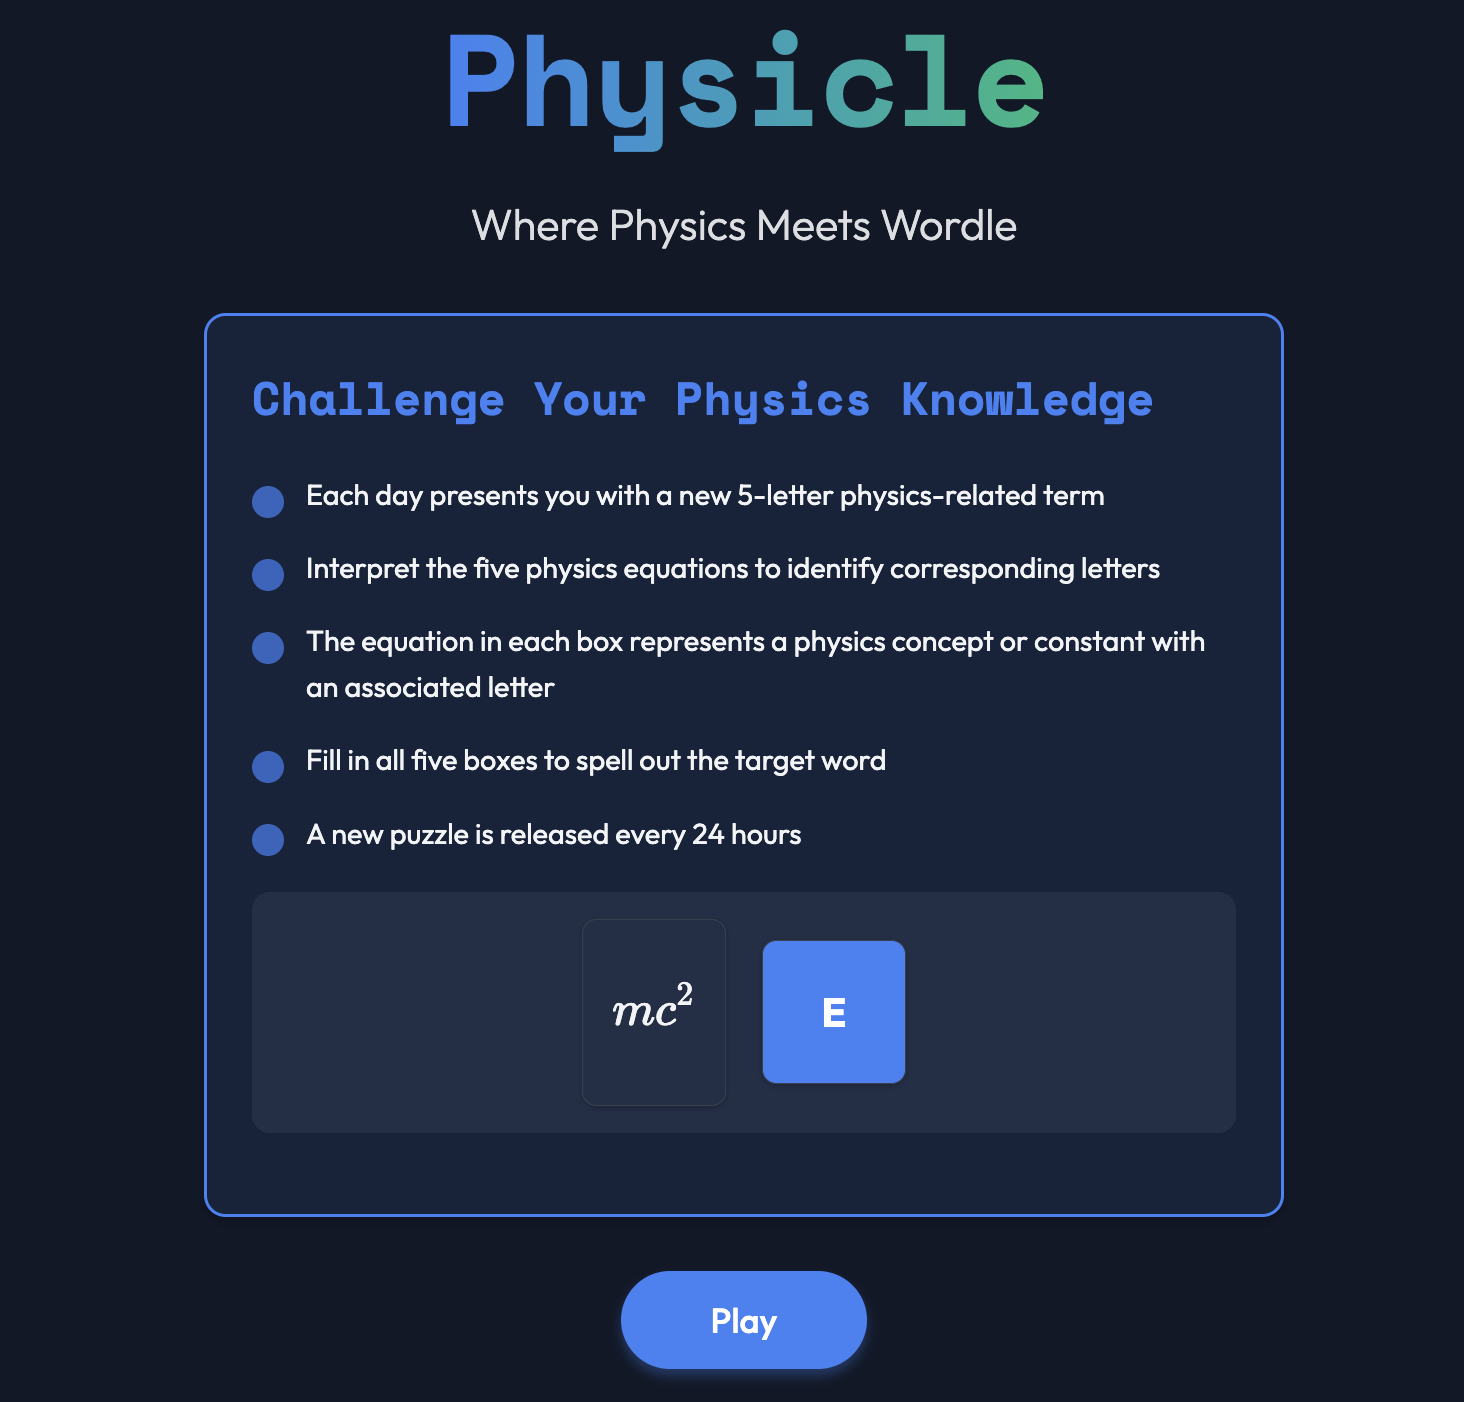 Physicle
Where Physics Meets Wordle
Challenge Your Physics Knowledge
Each day presents you with a new 5-letter physics-related term
Interpret the five physics equations to identify corresponding letters
The equation in each box represents a physics concept or constant with
an associated letter
Fill in all five boxes to spell out the target word
A new puzzle is released every 24 hours
mc²
E
Play